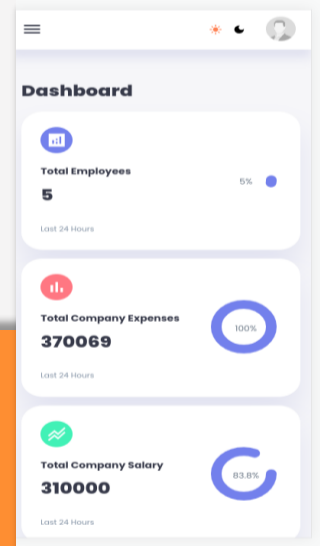 Dashboard
Total Employees
5
5%
Last 24 Hours
Total Company Expenses
370069
100%
Last 24 Hours
Total Company Salary
310000
83.8%
Last 24 Hours